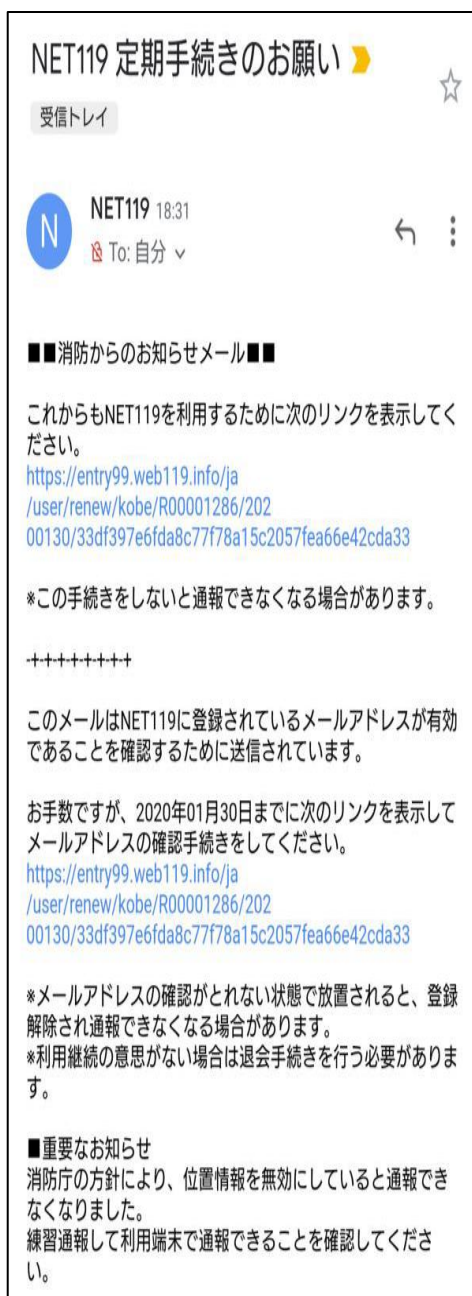 NET119 定期手続きのお願い
受信トレイ
N
NET119 18:31
To: 自分
■■消防からのお知らせメール■■
これからもNET119を利用するために次のリンクを表示してく
ださい。
https://entry99.web119.info/ja
/user/renew/kobe/R00001286/202
00130/33df397e6fda8c77f78a15c2057fea66e42cda33
※この手続きをしないと通報できなくなる場合があります。
-+-+-+-+-+-+-+-+
このメールはNET119に登録されているメールアドレスが有効
であることを確認するために送信されています。
お手数ですが、2020年01月30日までに次のリンクを表示して
メールアドレスの確認手続きをしてください。
https://entry99.web119.info/ja
/user/renew/kobe/R00001286/202
00130/33df397e6fda8c77f78a15c2057fea66e42cda33
※メールアドレスの確認がとれない状態で放置されると、登録
解除され通報できなくなる場合があります。
※利用継続の意思がない場合は退会手続きを行う必要がありま
す。
■重要なお知らせ
消防庁の方針により、位置情報を無効にしていると通報でき
なくなりました。
練習通報して利用端末で通報できることを確認してくださ
い。